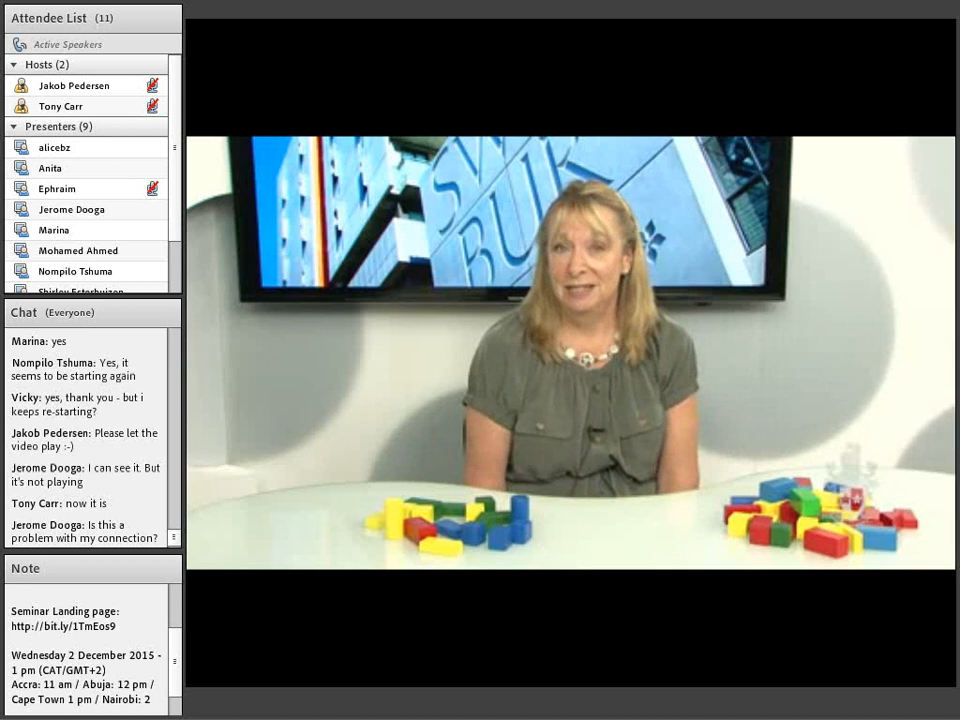 Attendee List (11)
Active Speakers
Hosts (2)
Jakob Pedersen
Tony Carr
Presenters (9)
alicebz
Anita
Ephraim
Jerome Dooga
Marina
Mohamed Ahmed
Nompilo Tshuma
Chat (Everyone)
Marina: yes
Nompilo Tshuma: Yes, it
seems to be starting again
Vicky: yes, thank you - but i
keeps re-starting?
Jakob Pedersen: Please let the
video play :-)
Jerome Dooga: I can see it. But
it's not playing
Tony Carr: now it is
Jerome Dooga: Is this a
problem with my connection?
Note
Seminar Landing page:
http://bit.ly/1TmEos9
Wednesday 2 December 2015 -
1 pm (CAT/GMT+2)
Accra: 11 am / Abuja: 12 pm /
Cape Town 1 pm / Nairobi: 2
SW
BUR